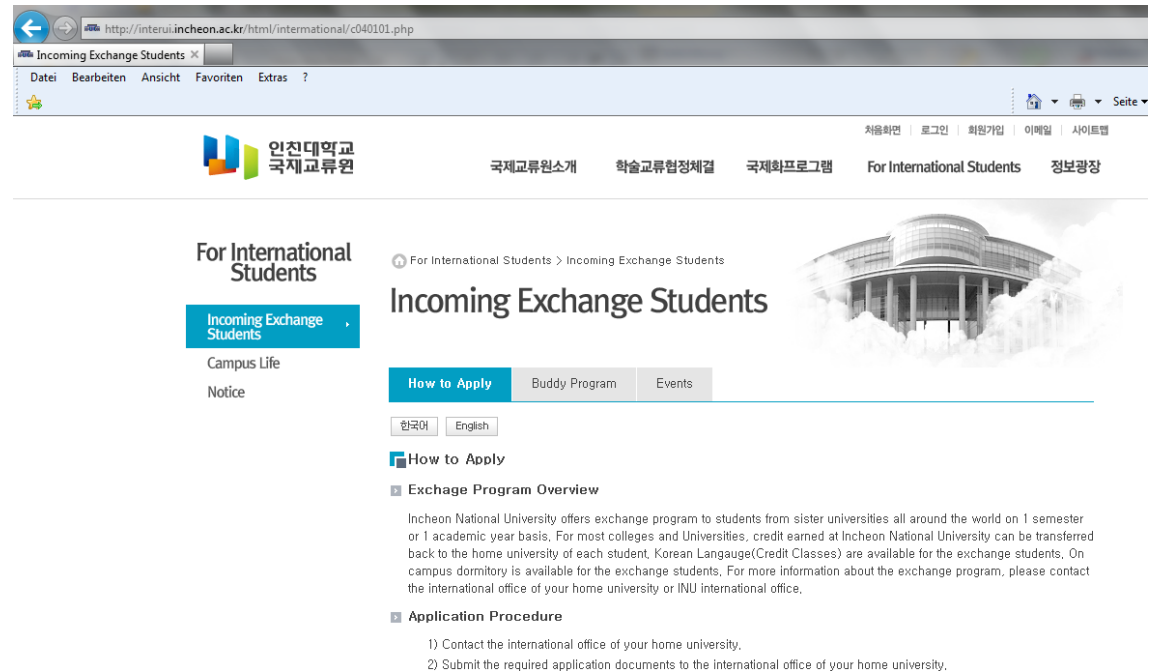 http://interui.incheon.ac.kr/html/intermational/c040101.php
Incoming Exchange Students
Datei Bearbeiten Ansicht Favoriten Extras ?
Seite
처음화면 로그인 회원가입 이메일 사이트맵
인천대학교
국제교류원
국제교류원소개 학술교류협정체결 국제화프로그램 For International Students 정보광장
For International
Students
Incoming Exchange
Students
Campus Life
Notice
For International Students > Incoming Exchange Students
Incoming Exchange Students
How to Apply Buddy Program Events
한국어 English
How to Apply
Exchage Program Overview
Incheon National University offers exchange program to students from sister universities all around the world on 1 semester
or 1 academic year basis, For most colleges and Universities, credit earned at Incheon National University can be transferred
back to the home university of each student, Korean Langauge(Credit Classes) are available for the exchange students, On
campus dormitory is available for the exchange students, For more information about the exchange program, please contact
the international office of your home university or INU international office,
Application Procedure
1) Contact the international office of your home university,
2) Submit the required application documents to the international office of your home university,